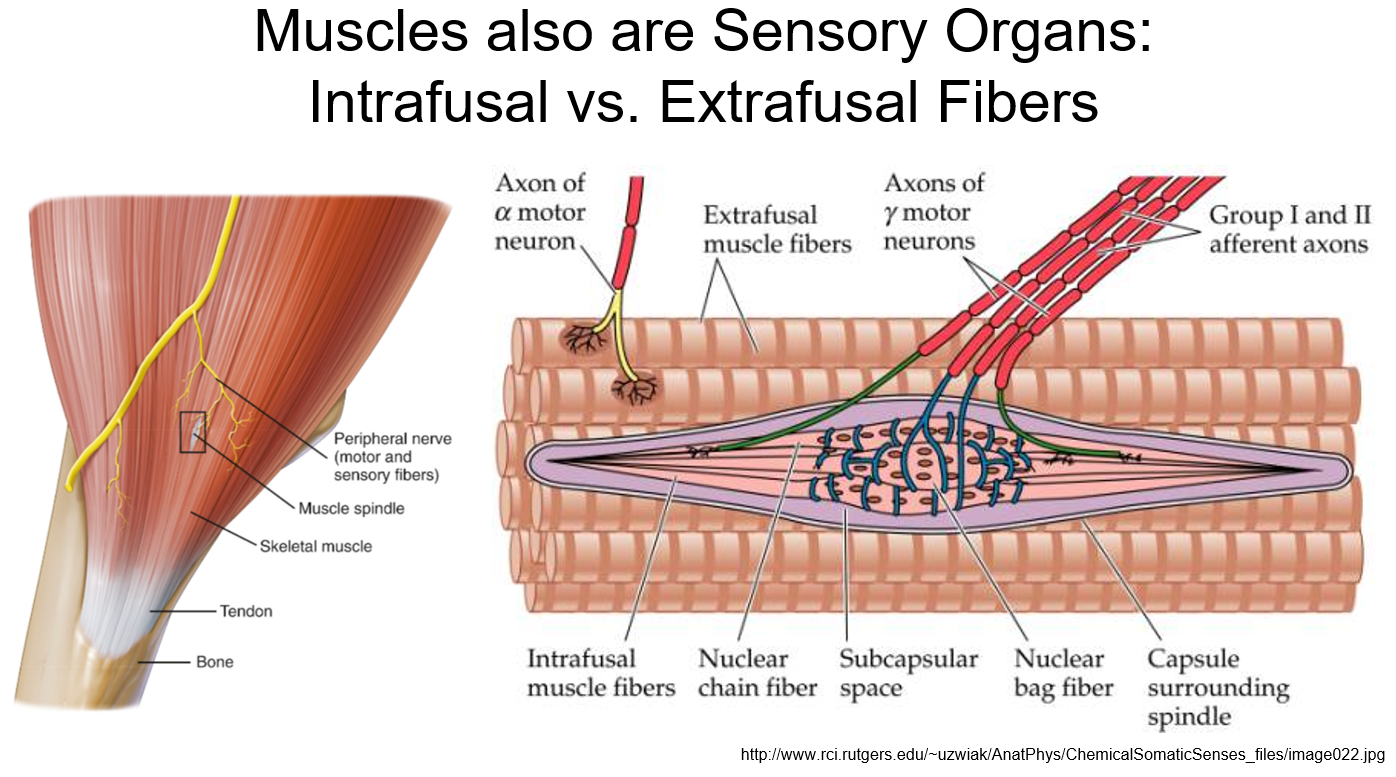 Muscles also are Sensory Organs:
Intrafusal vs. Extrafusal Fibers
Peripheral nerve
(motor and
sensory fibers)
Muscle spindle
Skeletal muscle
Tendon
Bone
Axon of
α motor
neuron
Extrafusal
muscle fibers
Axons of
γ motor
neurons
Group I and II
afferent axons
Intrafusal
muscle fibers
Nuclear
chain fiber
Subcapsular
space
Nuclear
bag fiber
Capsule
surrounding
spindle
http://www.rci.rutgers.edu/~uzwiak/AnatPhys/ChemicalSomaticSenses_files/image022.jpg